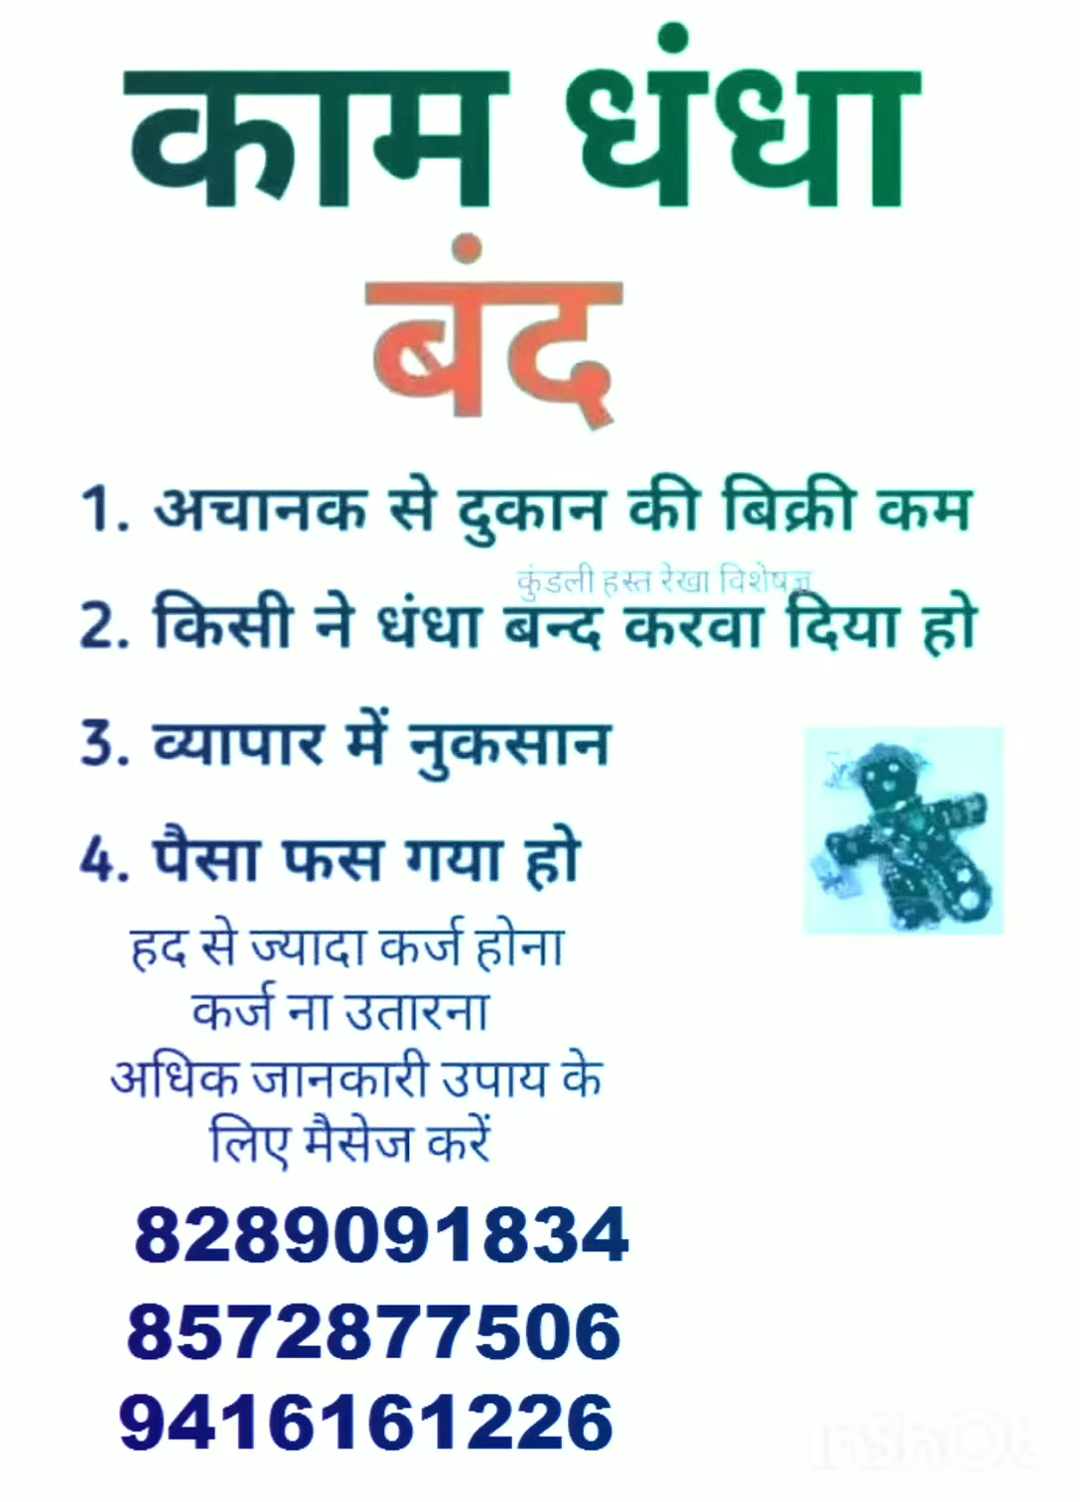 काम धंधा
बंद
1. अचानक से दुकान की बिक्री कम
कुंडली हस्त रेखा विशेषज्ञ
2. किसी ने धंधा बन्द करवा दिया हो
3. व्यापार में नुकसान
4. पैसा फस गया हो
हद से ज्यादा कर्ज होना
कर्ज ना उतारना
अधिक जानकारी उपाय के
लिए मैसेज करें
8289091834
8572877506
9416161226
InShOt